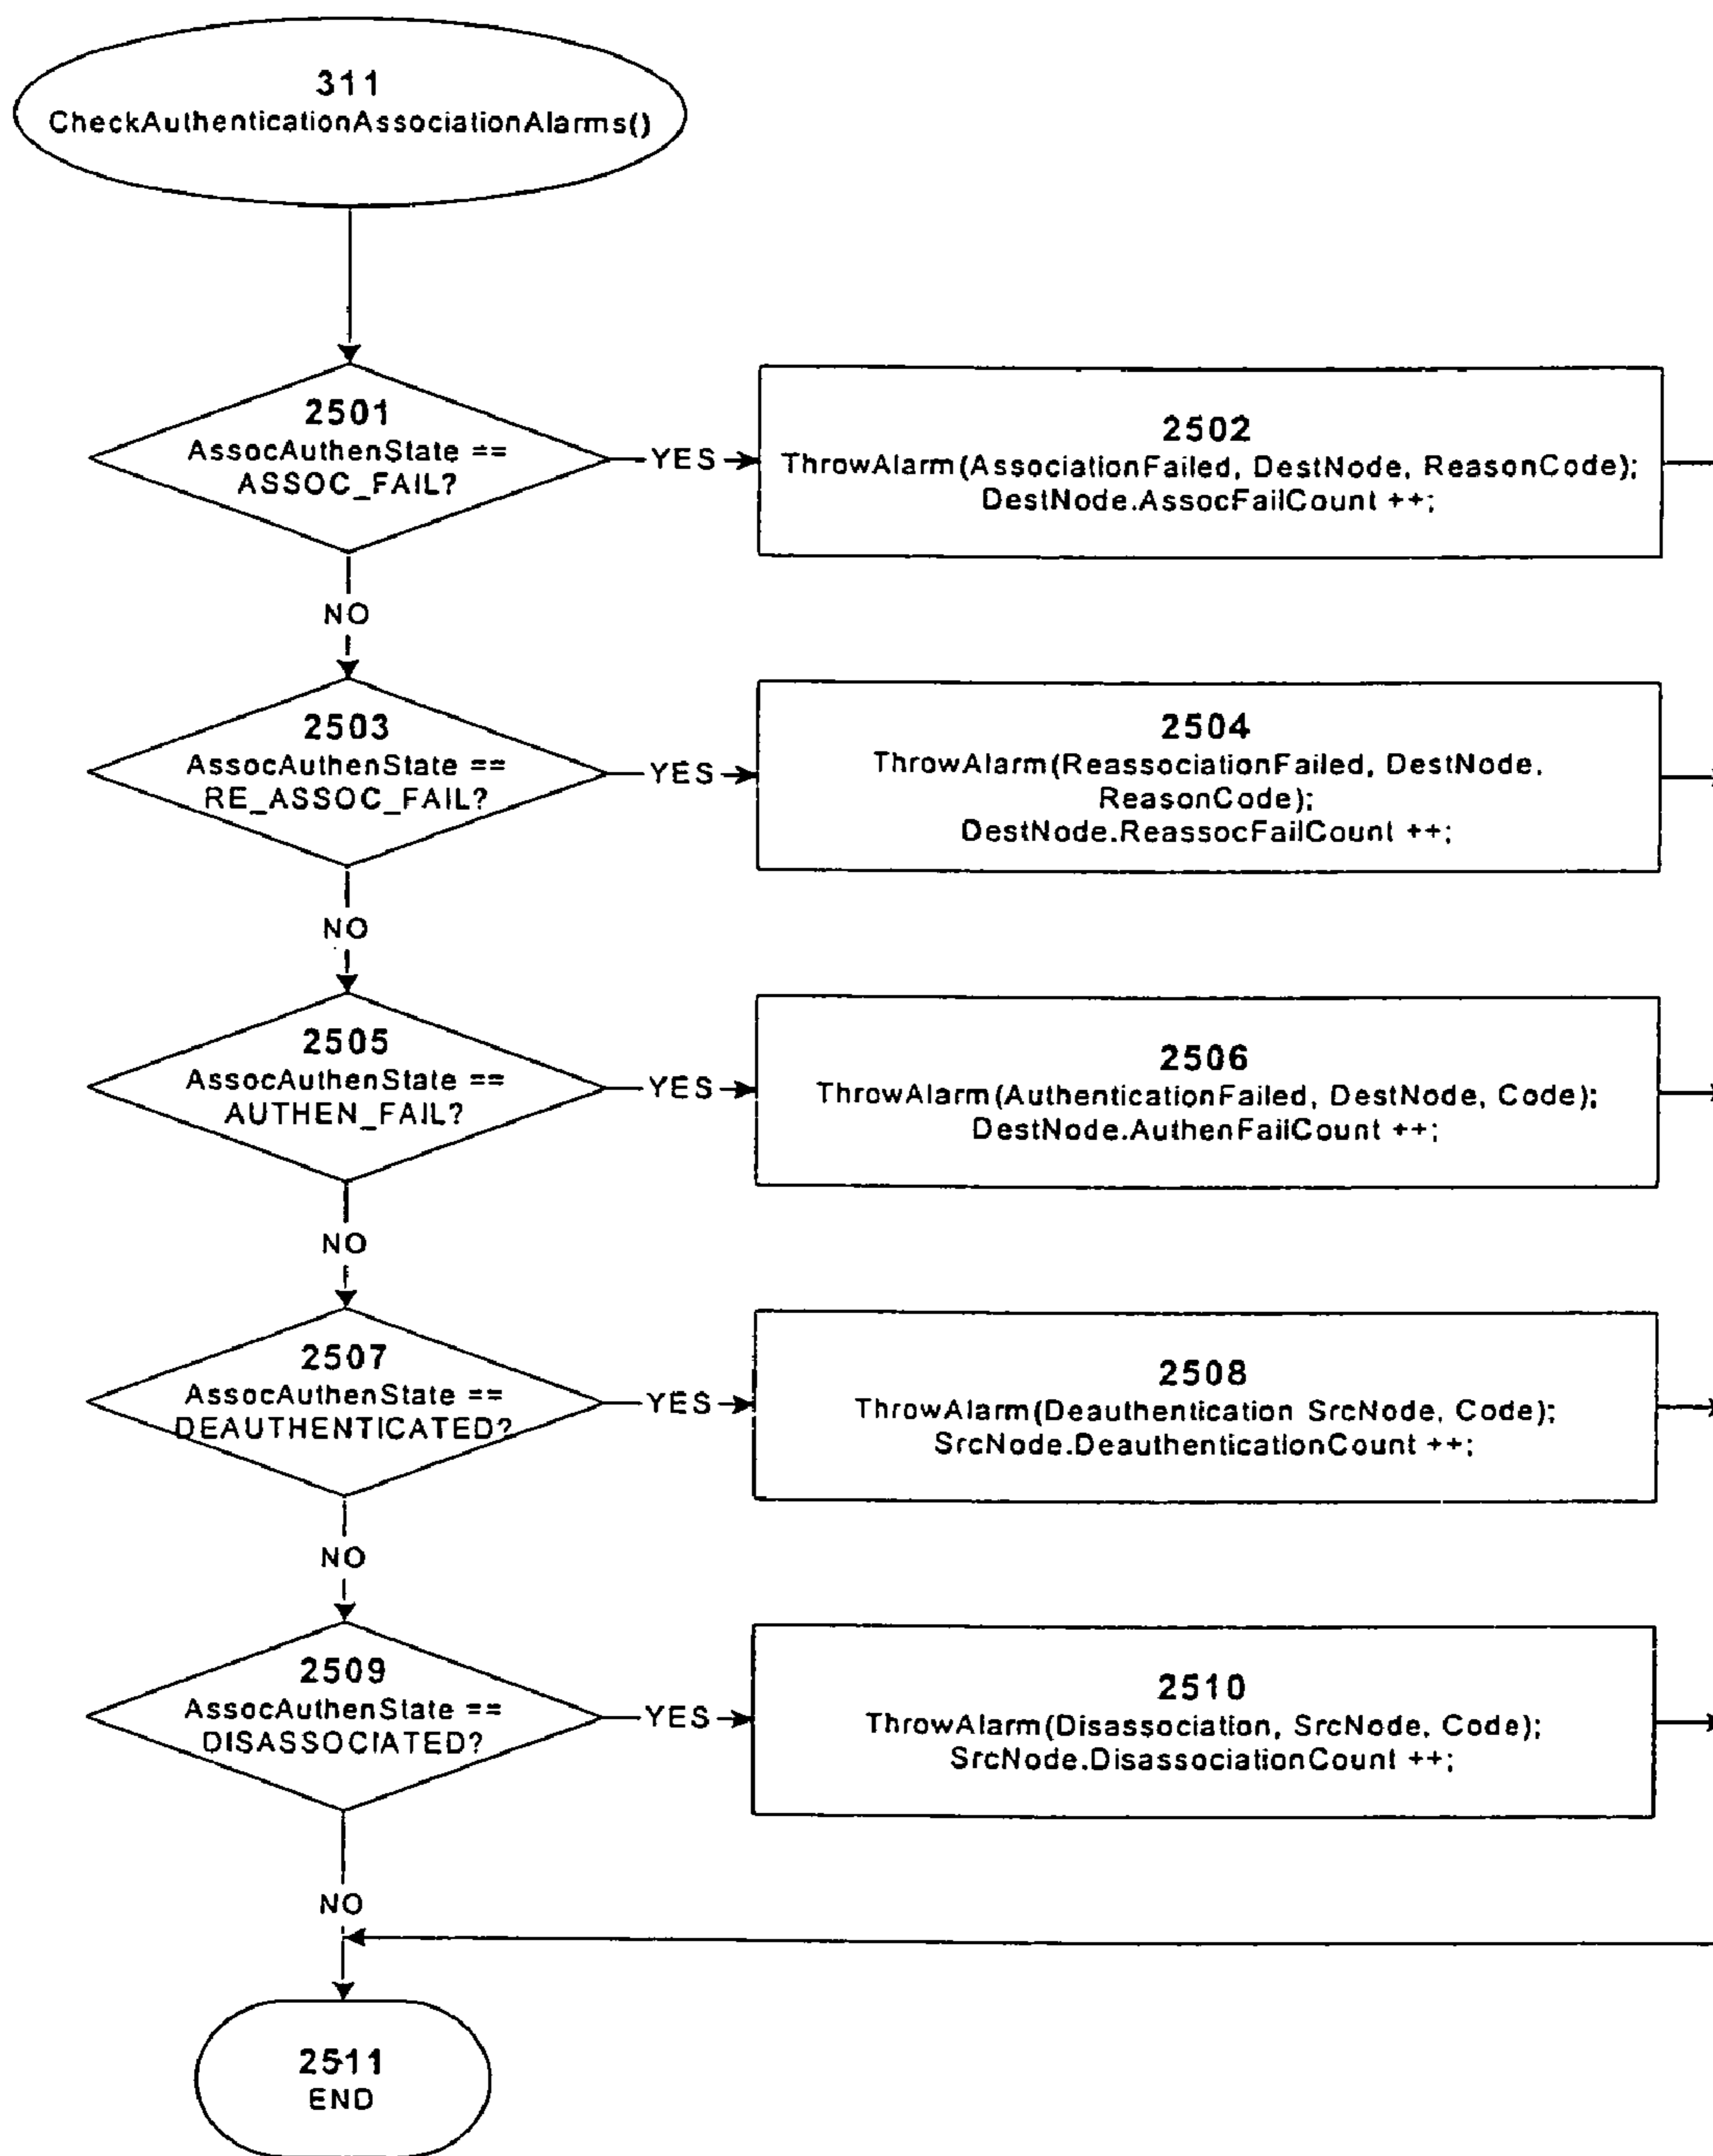 311
CheckAuthenticationAssociationAlarms()
2501
AssocAuthenState ==
ASSOC_FAIL?
YES
2502
ThrowAlarm(AssociationFailed, DestNode, ReasonCode);
DestNode.AssocFailCount ++;
NO
2503
AssocAuthenState ==
RE_ASSOC_FAIL?
YES
2504
ThrowAlarm(ReassociationFailed, DestNode,
ReasonCode);
DestNode.ReassocFailCount ++;
NO
2505
AssocAuthenState ==
AUTHEN_FAIL?
YES
2506
ThrowAlarm(AuthenticationFailed, DestNode, Code);
DestNode.AuthenFailCount ++;
NO
2507
AssocAuthenState ==
DEAUTHENTICATED?
YES
2508
ThrowAlarm(Deauthentication SrcNode, Code);
SrcNode.DeauthenticationCount ++;
NO
2509
AssocAuthenState ==
DISASSOCIATED?
YES
2510
ThrowAlarm(Disassociation, SrcNode, Code);
SrcNode.DisassociationCount ++;
NO
2511
END